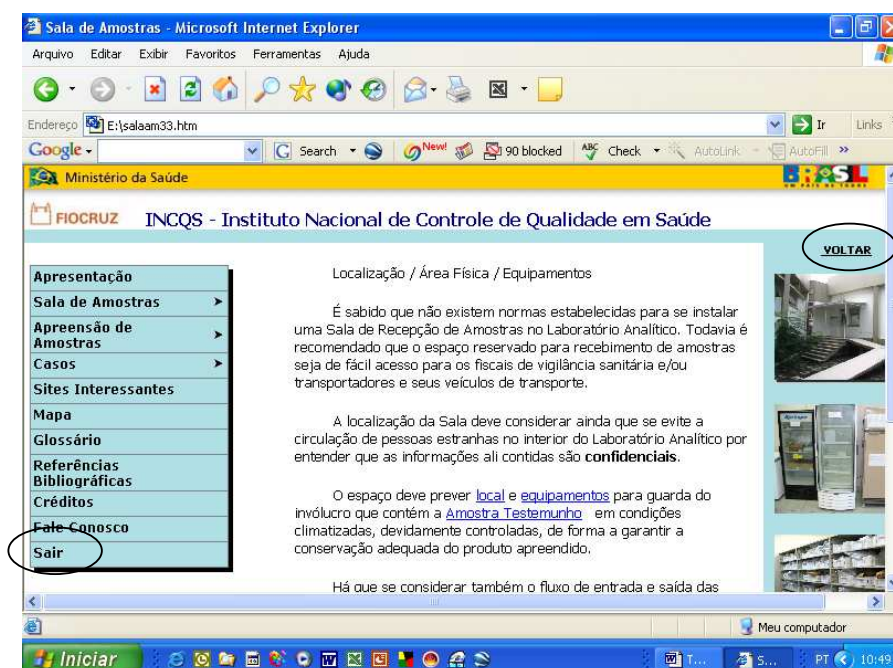 Sala de Amostras - Microsoft Internet Explorer
Arquivo Editar Exibir Favoritos Ferramentas Ajuda
Endereço E:\salaam33.htm Ir Links
Google Search New! 90 blocked ABC Check AutoLink AutoFill
Ministério da Saúde BRASIL
UM PAÍS DE TODOS
FIOCRUZ INCQS - Instituto Nacional de Controle de Qualidade em Saúde
VOLTAR
Apresentação
Sala de Amostras
Apreensão de
Amostras
Casos
Sites Interessantes
Mapa
Glossário
Referências
Bibliográficas
Créditos
Fale Conosco
Sair
Localização / Área Física / Equipamentos
É sabido que não existem normas estabelecidas para se instalar
uma Sala de Recepção de Amostras no Laboratório Analítico. Todavia é
recomendado que o espaço reservado para recebimento de amostras
seja de fácil acesso para os fiscais de vigilância sanitária e/ou
transportadores e seus veículos de transporte.
A localização da Sala deve considerar ainda que se evite a
circulação de pessoas estranhas no interior do Laboratório Analítico por
entender que as informações ali contidas são confidenciais.
O espaço deve prever local e equipamentos para guarda do
invólucro que contém a Amostra Testemunho em condições
climatizadas, devidamente controladas, de forma a garantir a
conservação adequada do produto apreendido.
Há que se considerar também o fluxo de entrada e saída das
Meu computador
Iniciar T... S... PT 10:49